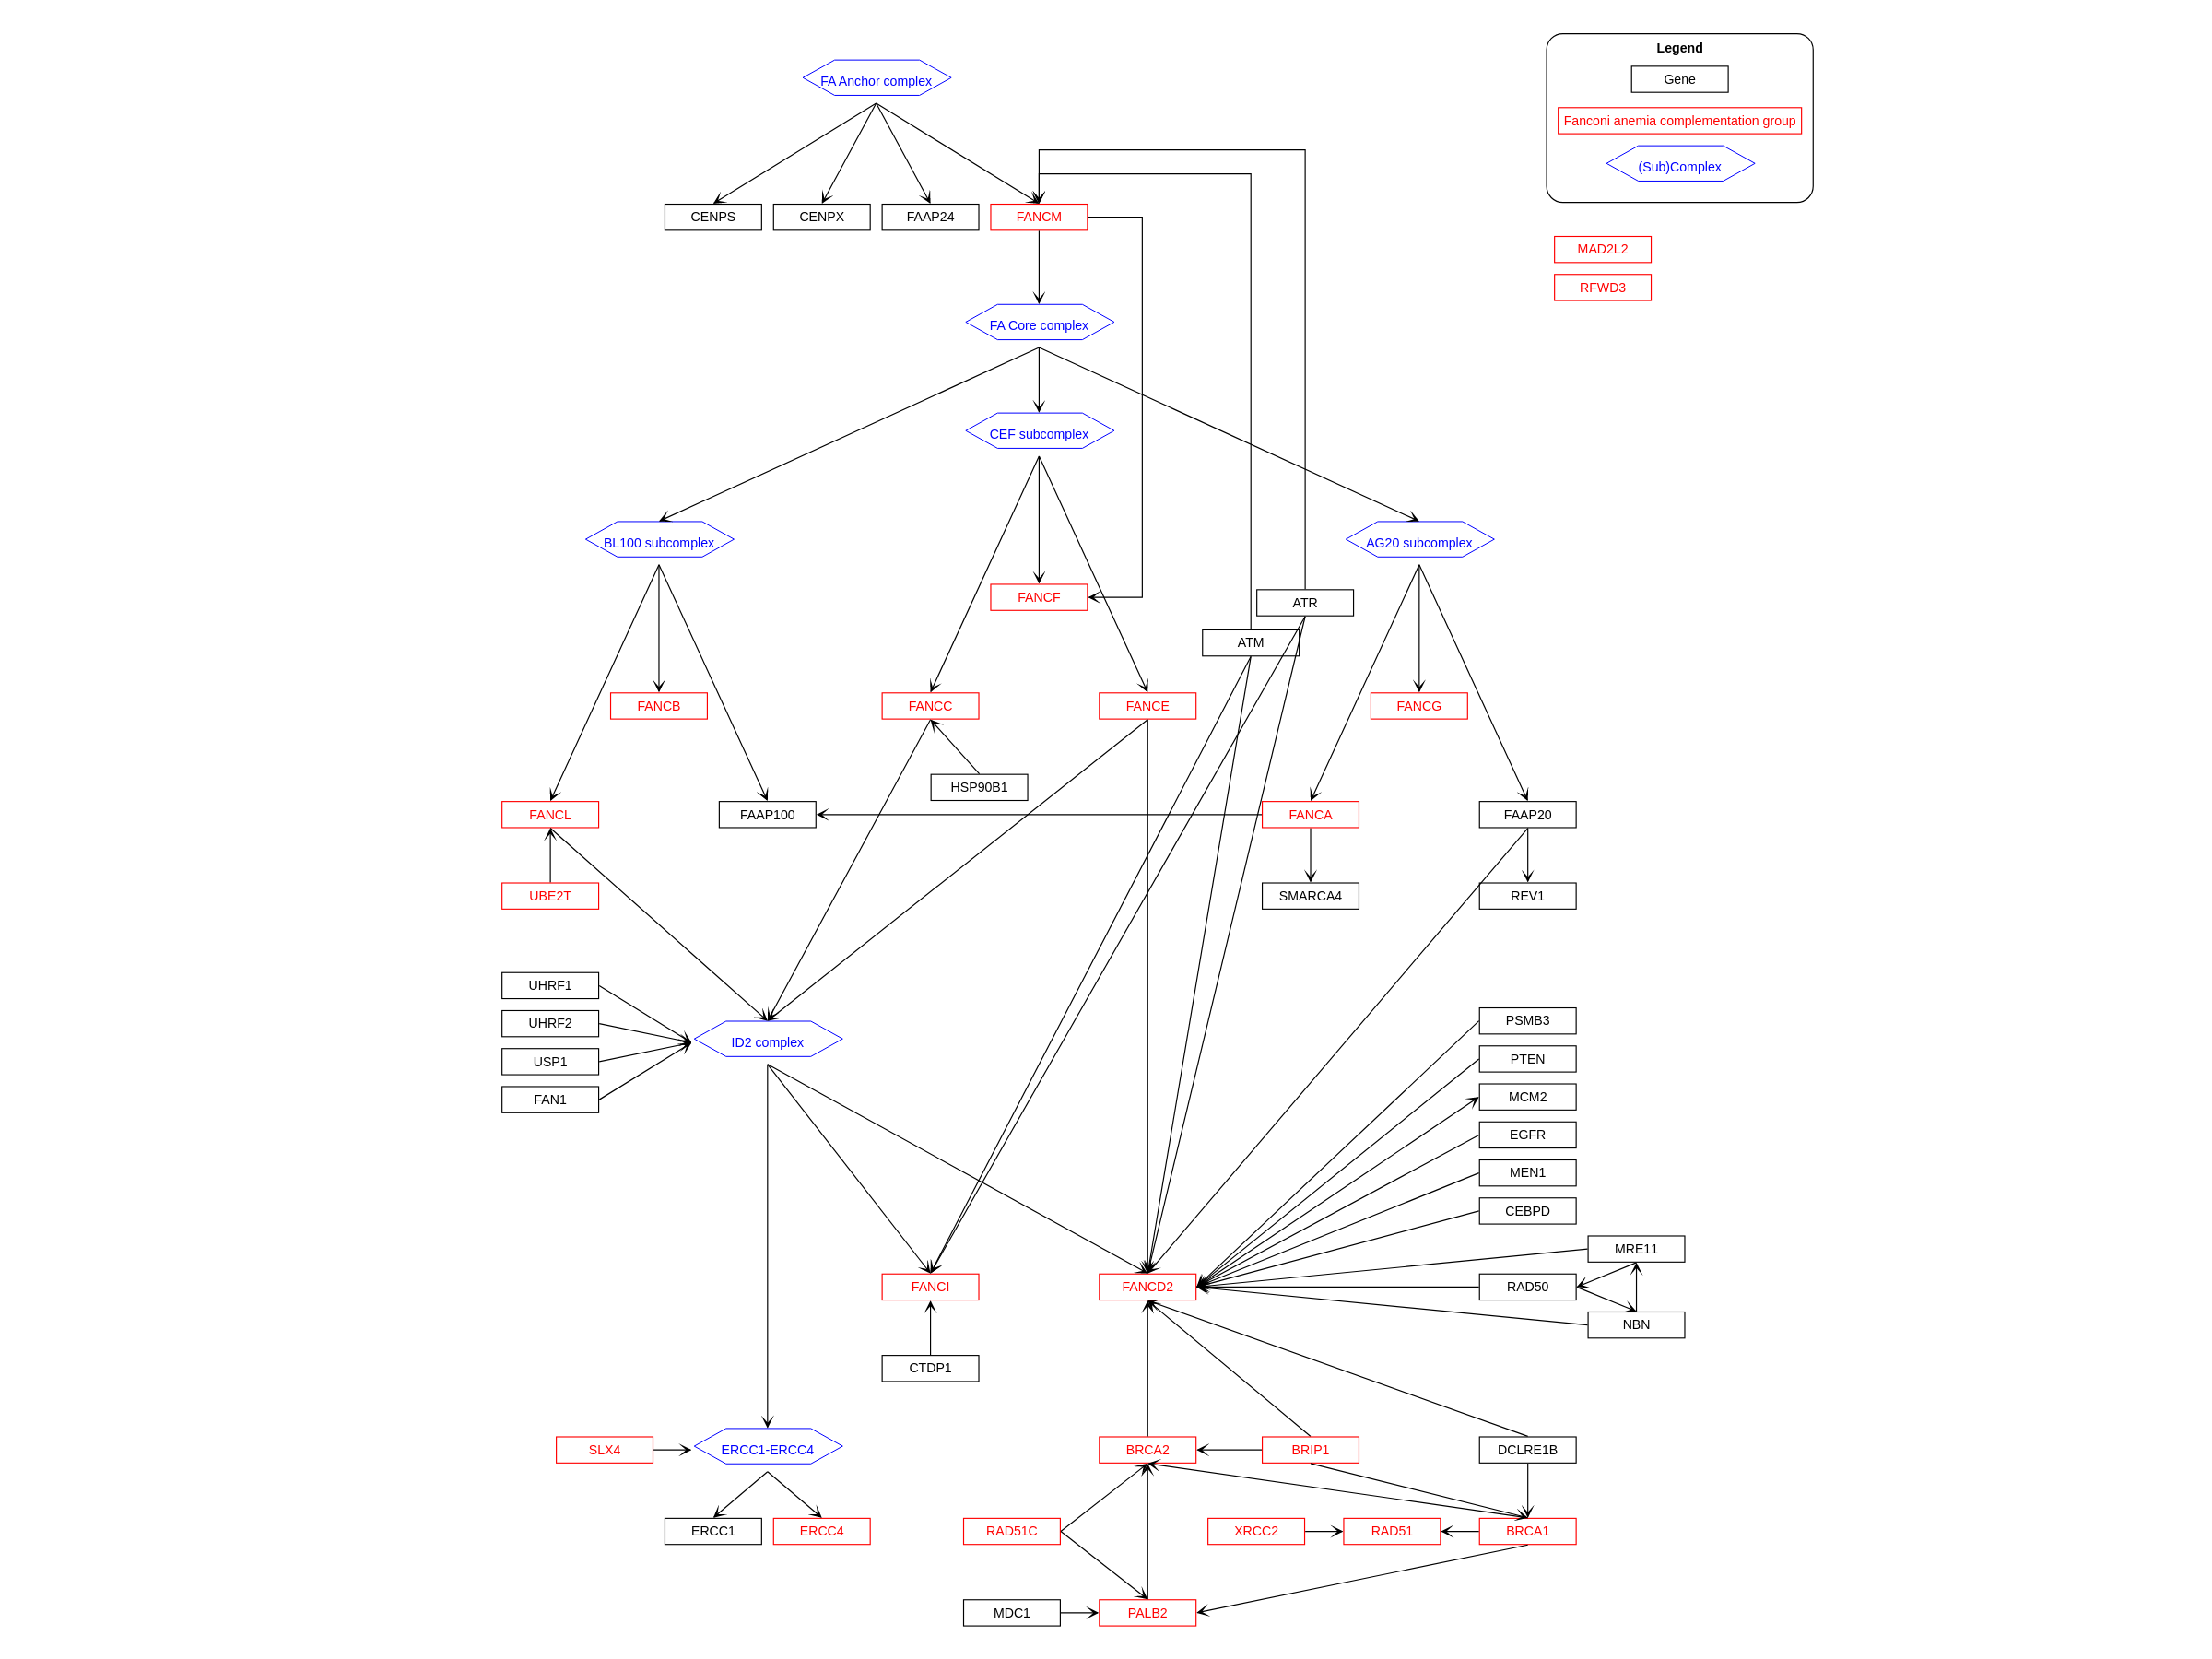 Legend
FA Anchor complex
Gene
Fanconi anemia complementation group
(Sub)Complex
CENPS
CENPX
FAAP24
FANCM
MAD2L2
RFWD3
FA Core complex
CEF subcomplex
BL100 subcomplex
AG20 subcomplex
FANCF
ATR
ATM
FANCB
FANCC
FANCE
FANCG
HSP90B1
FANCL
FAAP100
FANCA
FAAP20
UBE2T
SMARCA4
REV1
UHRF1
UHRF2
USP1
FAN1
ID2 complex
PSMB3
PTEN
MCM2
EGFR
MEN1
CEBPD
MRE11
FANCI
FANCD2
RAD50
NBN
CTDP1
SLX4
ERCC1-ERCC4
BRCA2
BRIP1
DCLRE1B
ERCC1
ERCC4
RAD51C
XRCC2
RAD51
BRCA1
MDC1
PALB2